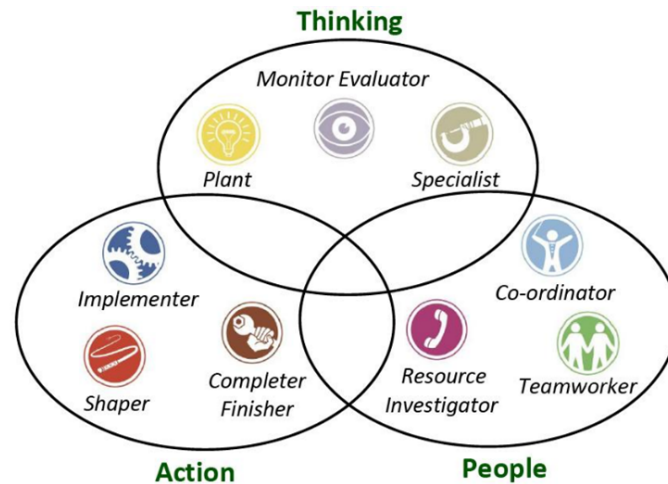 Thinking
Monitor Evaluator
Plant
Specialist
Implementer
Co-ordinator
Shaper
Completer
Finisher
Resource
Investigator
Teamworker
Action
People